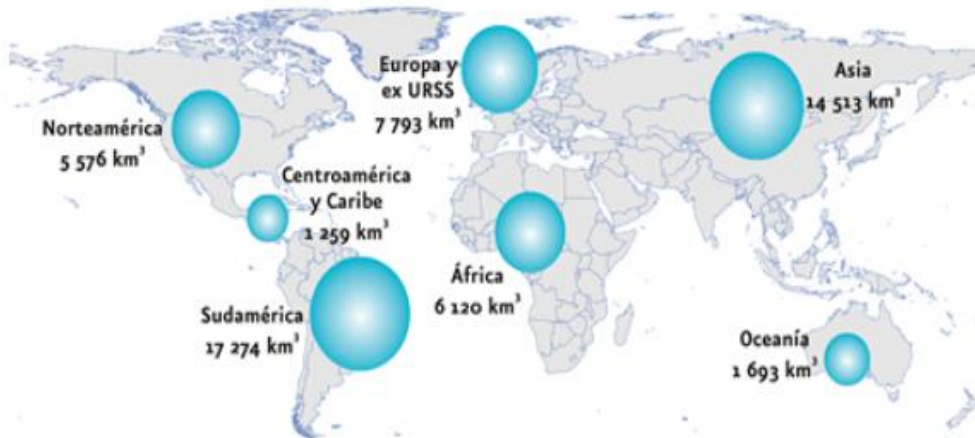 Europa y
ex URSS
7 793 km³
Asia
14 513 km³
Norteamérica
5 576 km³
Centroamérica
y Caribe
1 259 km³
África
6 120 km³
Sudamérica
17 274 km³
Oceanía
1 693 km³